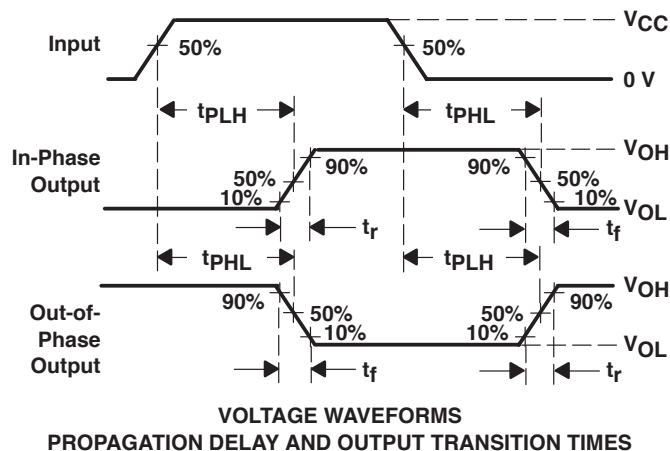 VCC
Input
50%
50%
0 V
tPLH
tPHL
In-Phase
Output
VOH
90%
90%
50%
50%
10%
10%
VOL
tr
tf
tPHL
tPLH
Out-of-
Phase
Output
VOH
90%
90%
50%
50%
10%
10%
VOL
tf
tr
VOLTAGE WAVEFORMS
PROPAGATION DELAY AND OUTPUT TRANSITION TIMES